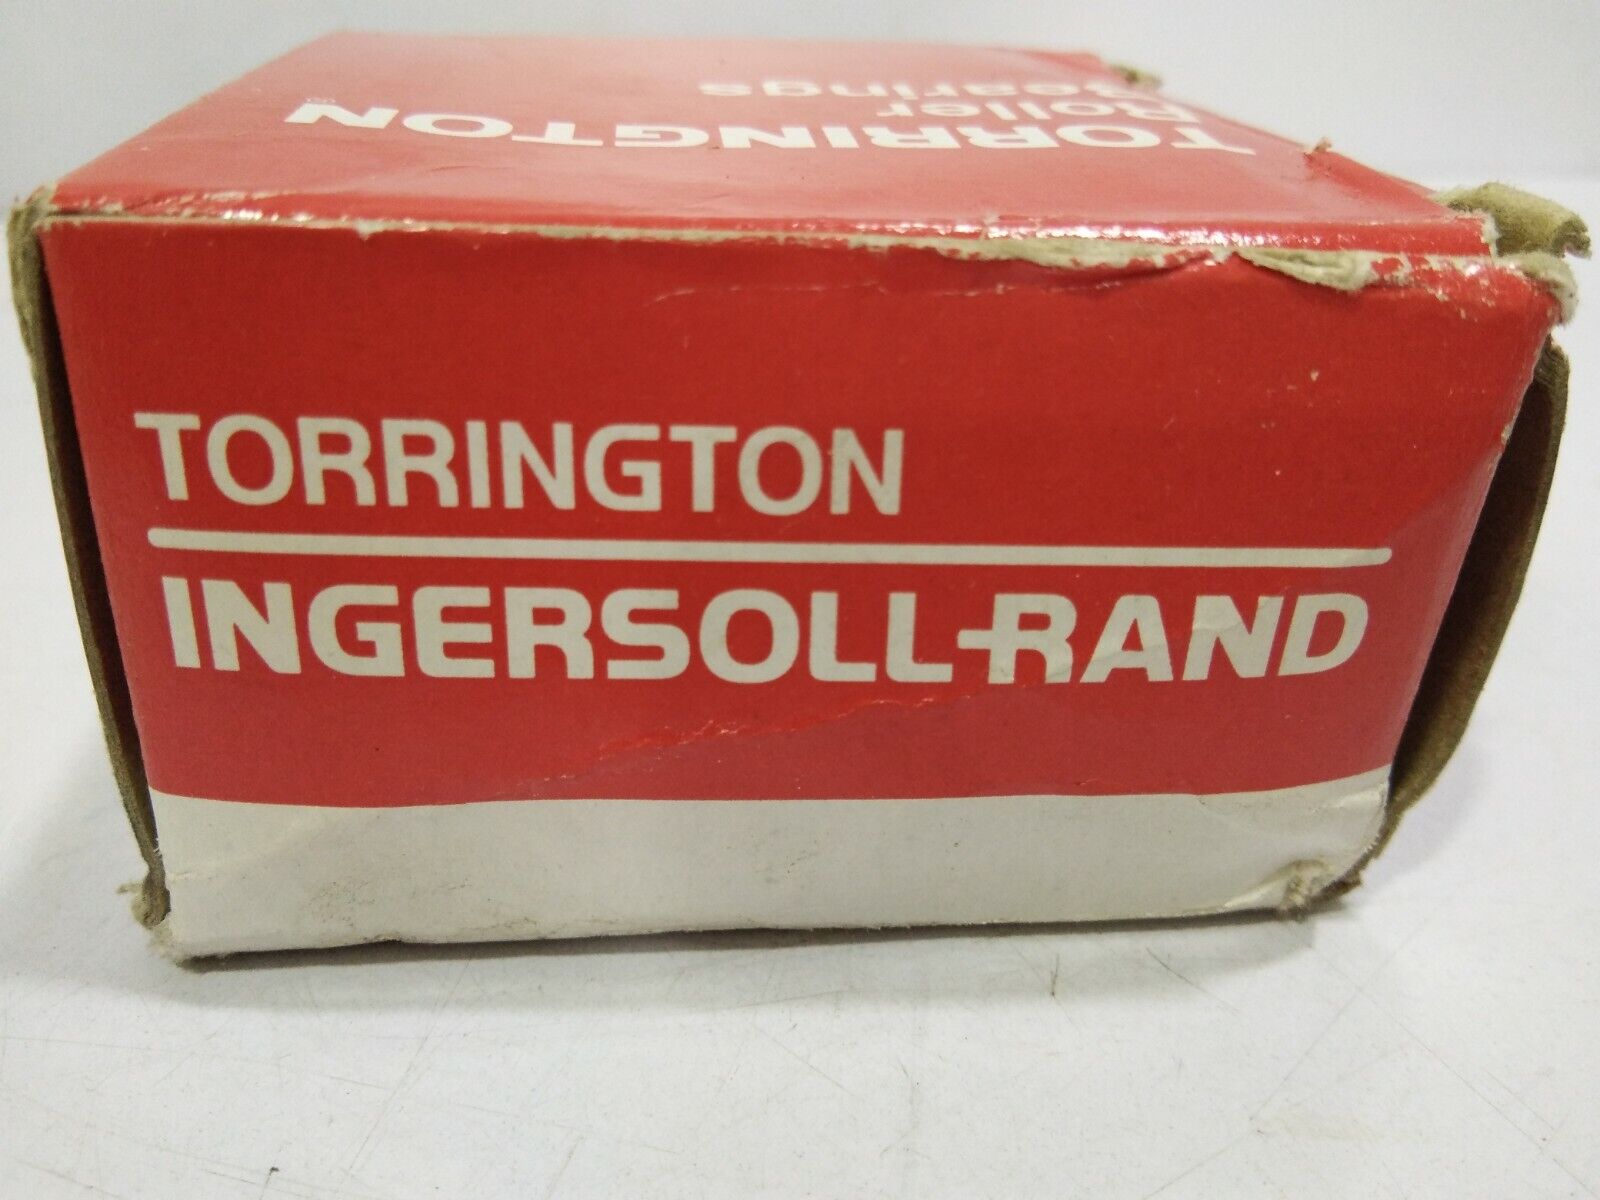 TORRINGTON®
Roller
Bearings
TORRINGTON
INGERSOLL-RAND